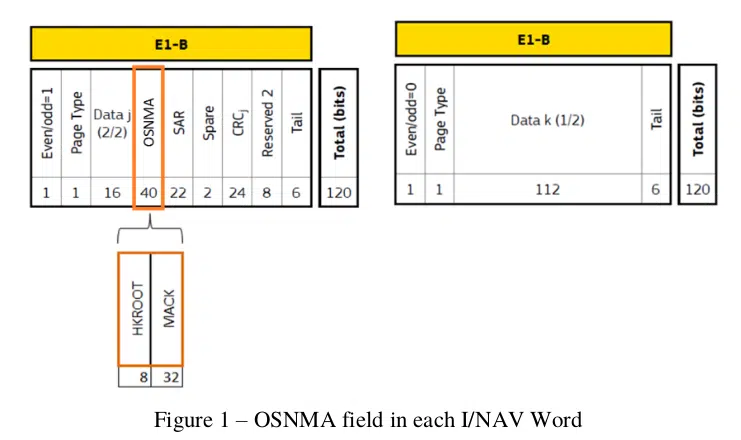 E1-B
Even/odd=1 Page Type Data j (2/2) OSNMA SAR Spare CRCj Reserved 2 Tail Total (bits)
1 1 16 40 22 2 24 8 6 120
HKROOT MACK
8 32
E1-B
Even/odd=0 Page Type Data k (1/2) Tail Total (bits)
1 1 112 6 120
Figure 1 – OSNMA field in each I/NAV Word